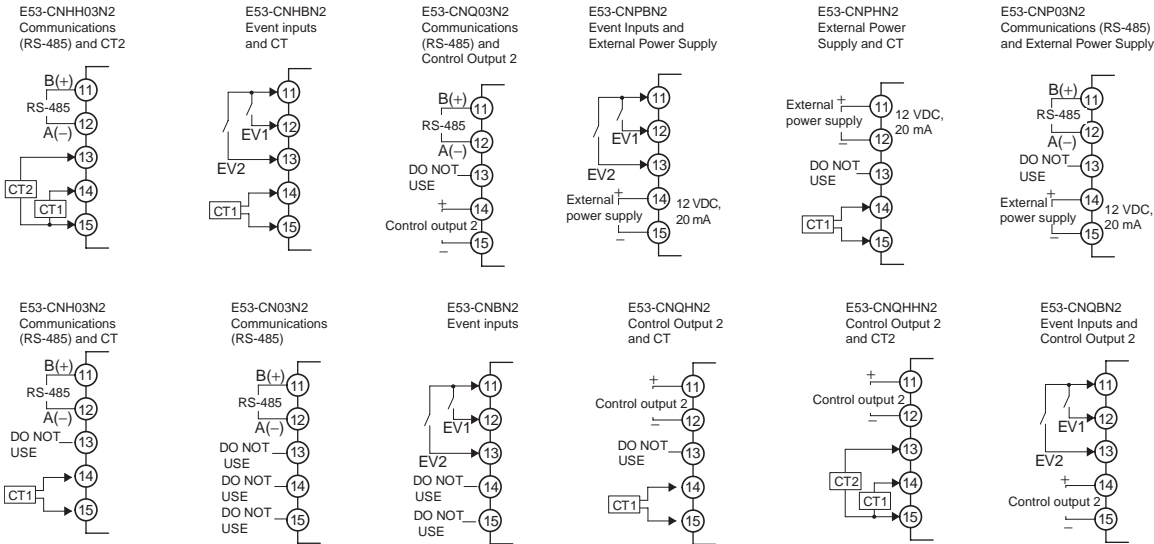 E53-CNHH03N2
Communications
(RS-485) and CT2
B(+)
11
RS-485
12
A(−)
13
CT2
14
CT1
15
E53-CNHBN2
Event inputs
and CT
11
12
EV1
13
EV2
14
CT1
15
E53-CNQ03N2
Communications
(RS-485) and
Control Output 2
B(+)
11
RS-485
12
A(−)
DO NOT
USE
13
+
14
Control output 2
15
−
E53-CNPBN2
Event Inputs and
External Power Supply
11
12
EV1
13
EV2
+
14
External
power supply
12 VDC,
20 mA
15
−
E53-CNPHN2
External Power
Supply and CT
External
power supply
+
11
12 VDC,
20 mA
12
−
DO NOT
USE
13
14
CT1
15
E53-CNP03N2
Communications (RS-485)
and External Power Supply
B(+)
11
RS-485
12
A(−)
DO NOT
USE
13
+
14
External
power supply
12 VDC,
20 mA
15
−
E53-CNH03N2
Communications
(RS-485) and CT
B(+)
11
RS-485
12
A(−)
DO NOT
USE
13
14
CT1
15
E53-CN03N2
Communications
(RS-485)
B(+)
11
RS-485
12
A(−)
DO NOT
USE
13
DO NOT
USE
14
DO NOT
USE
15
E53-CNBN2
Event inputs
11
12
EV1
13
EV2
DO NOT
USE
14
DO NOT
USE
15
E53-CNQHN2
Control Output 2
and CT
+
11
Control output 2
12
−
DO NOT
USE
13
14
CT1
15
E53-CNQHHN2
Control Output 2
and CT2
+
11
Control output 2
12
−
13
CT2
14
CT1
15
E53-CNQBN2
Event Inputs and
Control Output 2
11
12
EV1
13
EV2
+
14
Control output 2
15
−